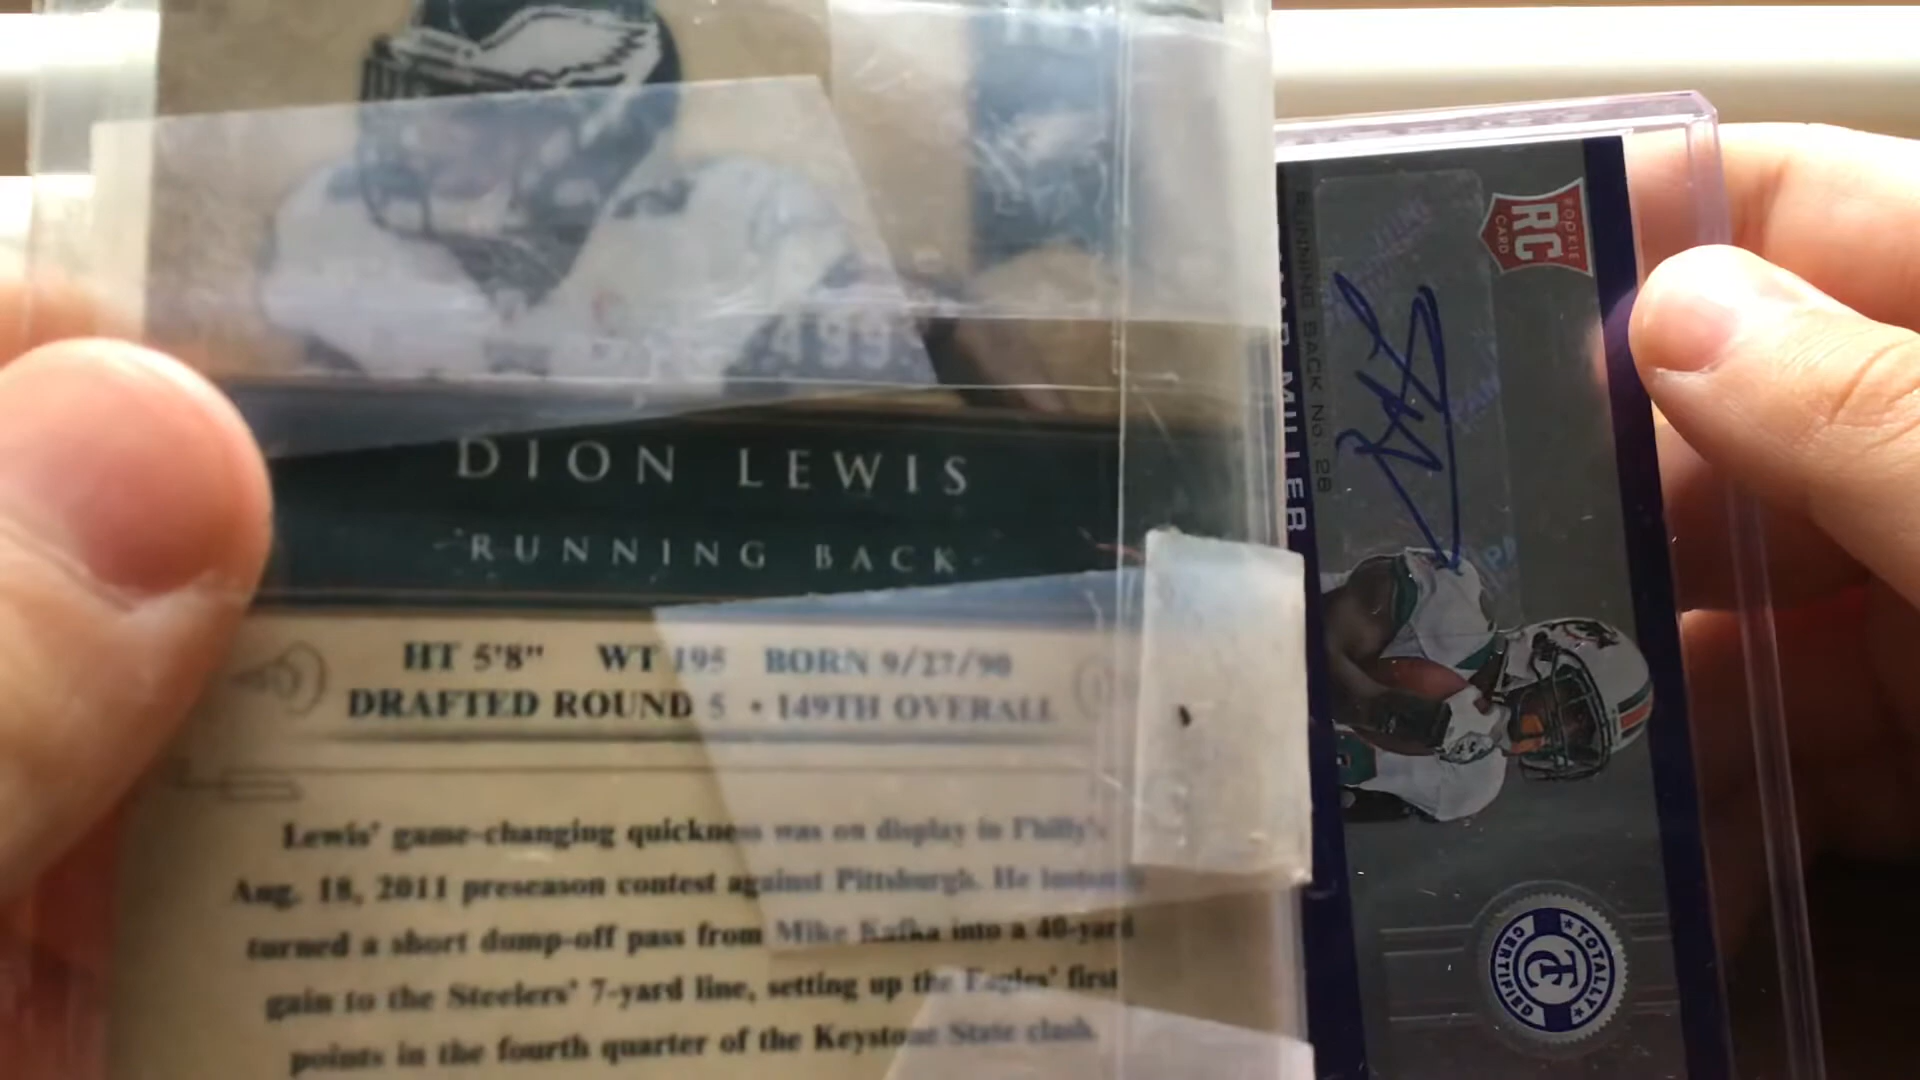 499
DION LEWIS
RUNNING BACK
HT 5'8" WT 195 BORN 9/27/90
DRAFTED ROUND 5 • 149TH OVERALL
Lewis' game-changing quickness was on display in Philly's
Aug. 18, 2011 preseason contest against Pittsburgh. He instantly
turned a short dump-off pass from Mike Kafka into a 40-yard
gain to the Steelers' 7-yard line, setting up the Eagles' first
points in the fourth quarter of the Keystone State clash.
ROOKIE
RC
CARD
RUNNING BACK No. 28
MILLER
TOTALLY
TC
CERTIFIED